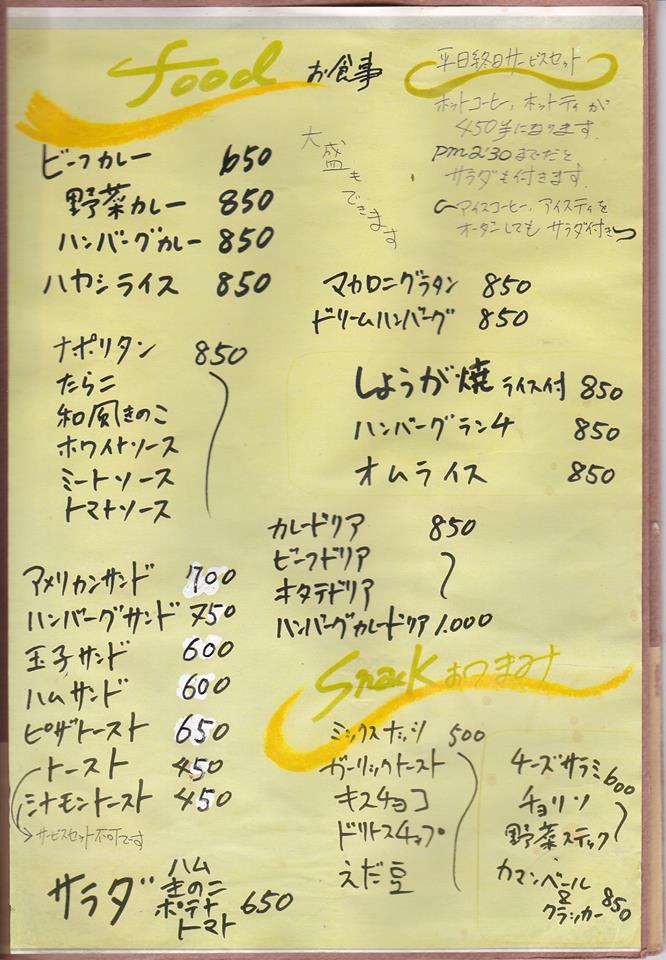 food お食事
平日終日サービスセット
ホットコーヒー、ホットティが
450半になります。
PM2:30までだと
サラダも付きます。
アイスコーヒー、アイスティを
オーダーしても サラダ付き
大盛もできます
ビーフカレー 650
野菜カレー 850
ハンバーグカレー 850
ハヤシライス 850
マカロニグラタン 850
ドリームハンバーグ 850
ナポリタン 850
たらこ
和風きのこ
ホワイトソース
ミートソース
トマトソース
しょうが焼 ライス付 850
ハンバーグランチ 850
オムライス 850
カレードリア 850
ビーフドリア
ホタテドリア
ハンバーグカレードリア 1.000
アメリカンサンド 700
ハンバーグサンド 750
玉子サンド 600
ハムサンド 600
ピザトースト 650
トースト 450
シナモントースト 450
サービスセット不可です
サラダ
ハム
きのこ
ポテト
トマト
650
Snack おつまみ
ミックスナッツ 500
ガーリックトースト
キスチョコ
ドリトスチップ
えだ豆
チーズサラミ 600
チョリソ
野菜スティック
カマンベール
&
クラッカー 850